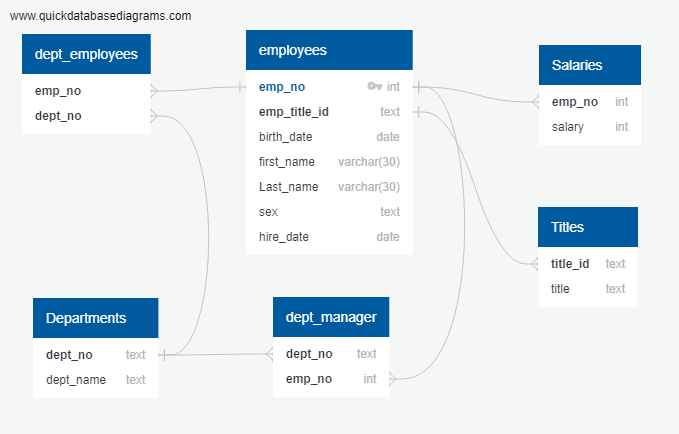 www.quickdatabasediagrams.com
dept_employees
emp_no
dept_no
employees
emp_no int
emp_title_id text
birth_date date
first_name varchar(30)
Last_name varchar(30)
sex text
hire_date date
Salaries
emp_no int
salary int
Titles
title_id text
title text
Departments
dept_no text
dept_name text
dept_manager
dept_no text
emp_no int